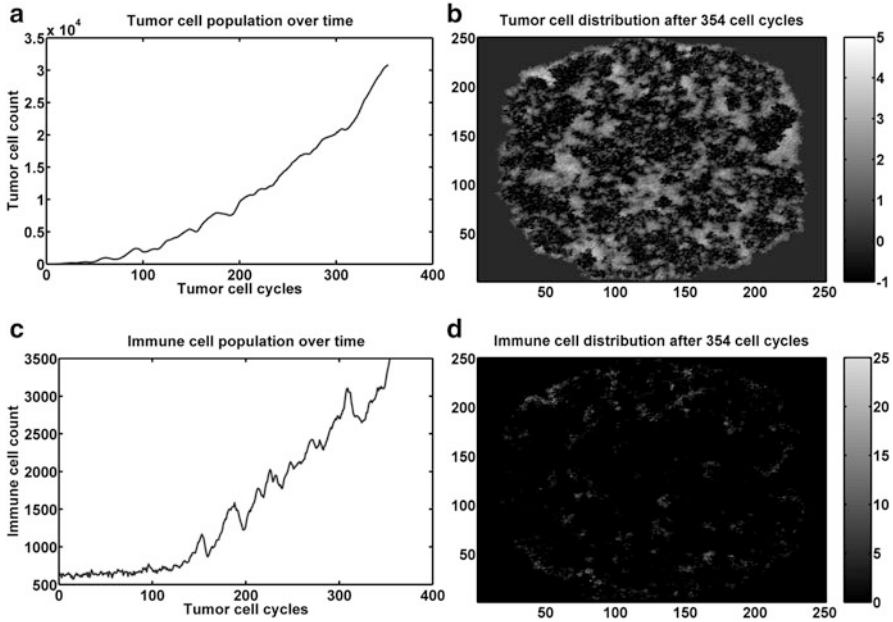 a
Tumor cell population over time
x 10⁴
3.5
3
2.5
2
1.5
1
0.5
0
0 100 200 300 400
Tumor cell count
Tumor cell cycles
b
Tumor cell distribution after 354 cell cycles
250
200
150
100
50
50 100 150 200 250
5
4
3
2
1
0
-1
c
Immune cell population over time
3500
3000
2500
2000
1500
1000
500
0 100 200 300 400
Immune cell count
Tumor cell cycles
d
Immune cell distribution after 354 cell cycles
250
200
150
100
50
50 100 150 200 250
25
20
15
10
5
0